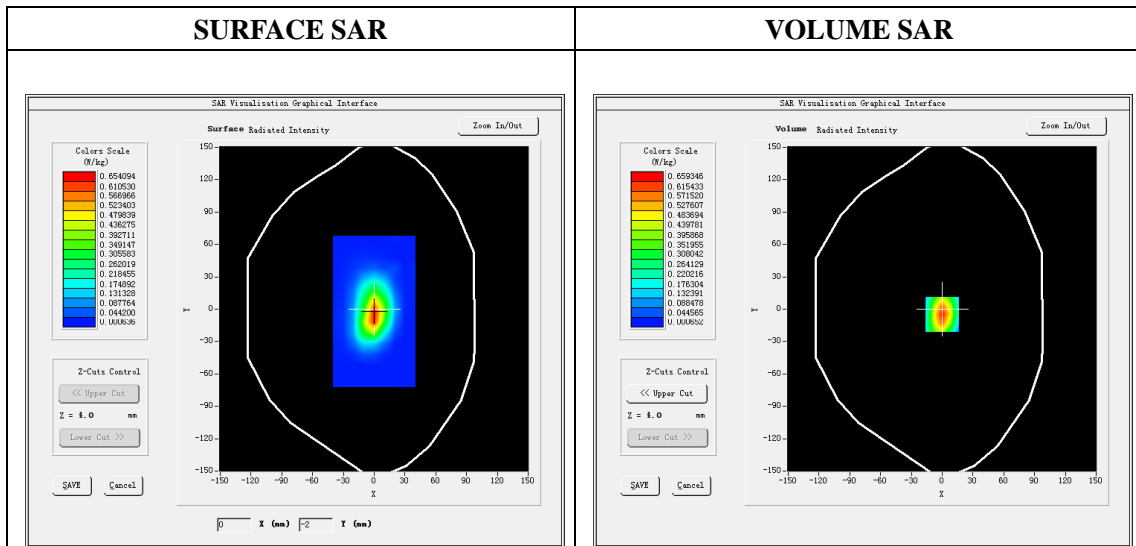 SURFACE SAR
VOLUME SAR
SAR Visualisation Graphical Interface
Surface Radiated Intensity
Zoom In/Out
Colors Scale
(W/kg)
0.654094
0.610530
0.566966
0.523403
0.479839
0.436275
0.392711
0.349147
0.305583
0.262019
0.218455
0.174892
0.131328
0.087764
0.044200
0.000636
Z-Cuts Control
<< Upper Cut
Z = 4.0 mm
Lower Cut >>
SAVE Cancel
150
120
90
60
30
0
-30
-60
-90
-120
-150
Y
-150 -120 -90 -60 -30 0 30 60 90 120 150
X
0 X (mm) -2 Y (mm)
SAR Visualisation Graphical Interface
Volume Radiated Intensity
Zoom In/Out
Colors Scale
(W/kg)
0.659346
0.615433
0.571520
0.527607
0.483694
0.439781
0.395868
0.351955
0.308042
0.264129
0.220216
0.176304
0.132391
0.088478
0.044565
0.000652
Z-Cuts Control
<< Upper Cut
Z = 4.0 mm
Lower Cut >>
SAVE Cancel
150
120
90
60
30
0
-30
-60
-90
-120
-150
Y
-150 -120 -90 -60 -30 0 30 60 90 120 150
X